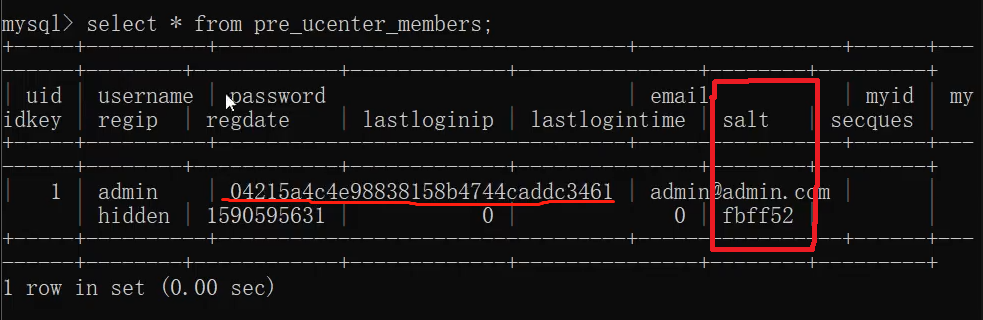 mysql> select * from pre_ucenter_members;
+-----+----------+----------------------------------+-----------------+------+---
------+--------+------------+-------------+---------------+--------+----------+
| uid | username | password | email | myid | my
idkey | regip | regdate | lastloginip | lastlogintime | salt | secques |
+-----+----------+----------------------------------+-----------------+------+---
------+--------+------------+-------------+---------------+--------+----------+
| 1 | admin | 04215a4c4e98838158b4744caddc3461 | admin@admin.com | |
| hidden | 1590595631 | 0 | 0 | fbff52 | |
+-----+----------+----------------------------------+-----------------+------+---
------+--------+------------+-------------+---------------+--------+----------+
1 row in set (0.00 sec)